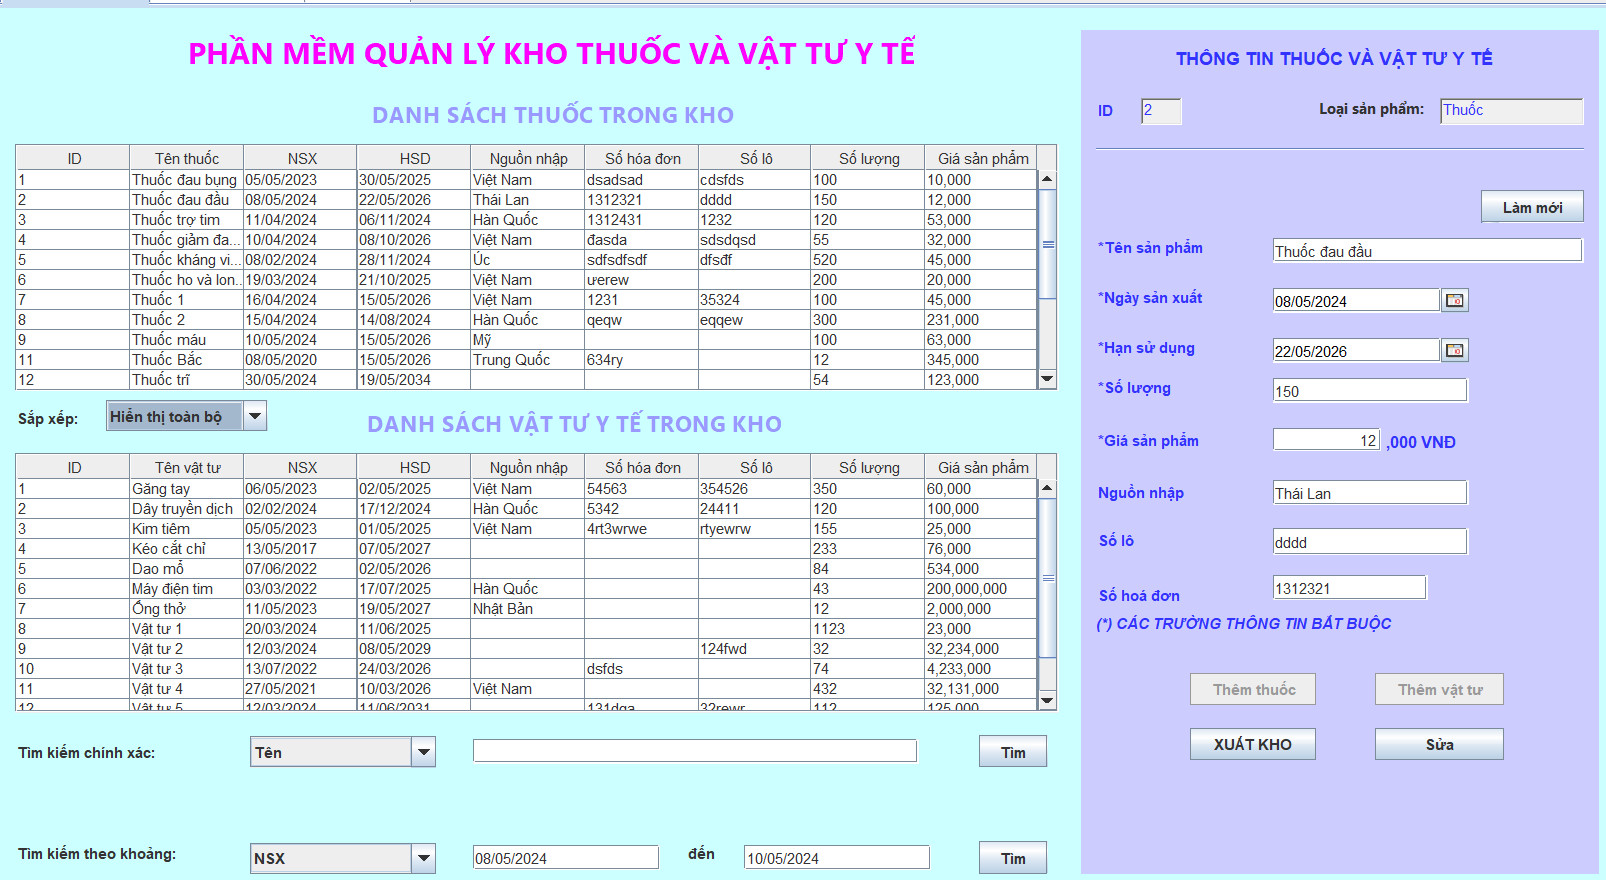 PHẦN MỀM QUẢN LÝ KHO THUỐC VÀ VẬT TƯ Y TẾ
DANH SÁCH THUỐC TRONG KHO
ID Tên thuốc NSX HSD Nguồn nhập Số hóa đơn Số lô Số lượng Giá sản phẩm
1 Thuốc đau bụng 05/05/2023 30/05/2025 Việt Nam dsadsad cdsfds 100 10,000
2 Thuốc đau đầu 08/05/2024 22/05/2026 Thái Lan 1312321 dddd 150 12,000
3 Thuốc trợ tim 11/04/2024 06/11/2024 Hàn Quốc 1312431 1232 120 53,000
4 Thuốc giảm đa... 10/04/2024 08/10/2026 Việt Nam đasda sdsdqsd 55 32,000
5 Thuốc kháng vi... 08/02/2024 28/11/2024 Úc sdfsdfsdf dfsđf 520 45,000
6 Thuốc ho và lon... 19/03/2024 21/10/2025 Việt Nam ưerew 200 20,000
7 Thuốc 1 16/04/2024 15/05/2026 Việt Nam 1231 35324 100 45,000
8 Thuốc 2 15/04/2024 14/08/2024 Hàn Quốc qeqw eqqew 300 231,000
9 Thuốc máu 10/05/2024 15/05/2026 Mỹ 100 63,000
11 Thuốc Bắc 08/05/2020 15/05/2026 Trung Quốc 634ry 12 345,000
12 Thuốc trĩ 30/05/2024 19/05/2034 54 123,000
Sắp xếp: Hiển thị toàn bộ
DANH SÁCH VẬT TƯ Y TẾ TRONG KHO
ID Tên vật tư NSX HSD Nguồn nhập Số hóa đơn Số lô Số lượng Giá sản phẩm
1 Găng tay 06/05/2023 02/05/2025 Việt Nam 54563 354526 350 60,000
2 Dây truyền dịch 02/02/2024 17/12/2024 Hàn Quốc 5342 24411 120 100,000
3 Kim tiêm 05/05/2023 01/05/2025 Việt Nam 4rt3wrwe rtyewrw 155 25,000
4 Kéo cắt chỉ 13/05/2017 07/05/2027 233 76,000
5 Dao mổ 07/06/2022 02/05/2026 84 534,000
6 Máy điện tim 03/03/2022 17/07/2025 Hàn Quốc 43 200,000,000
7 Ống thở 11/05/2023 19/05/2027 Nhật Bản 12 2,000,000
8 Vật tư 1 20/03/2024 11/06/2025 1123 23,000
9 Vật tư 2 12/03/2024 08/05/2029 124fwd 32 32,234,000
10 Vật tư 3 13/07/2022 24/03/2026 dsfds 74 4,233,000
11 Vật tư 4 27/05/2021 10/03/2026 Việt Nam 432 32,131,000
12 Vật tư 5 12/03/2024 11/06/2031 131dga 32rewr 112 125,000
Tìm kiếm chính xác: Tên Tìm
Tìm kiếm theo khoảng: NSX 08/05/2024 đến 10/05/2024 Tìm
THÔNG TIN THUỐC VÀ VẬT TƯ Y TẾ
ID 2 Loại sản phẩm: Thuốc
Làm mới
*Tên sản phẩm Thuốc đau đầu
*Ngày sản xuất 08/05/2024
*Hạn sử dụng 22/05/2026
*Số lượng 150
*Giá sản phẩm 12 ,000 VNĐ
Nguồn nhập Thái Lan
Số lô dddd
Số hoá đơn 1312321
(*) CÁC TRƯỜNG THÔNG TIN BẮT BUỘC
Thêm thuốc Thêm vật tư
XUẤT KHO Sửa